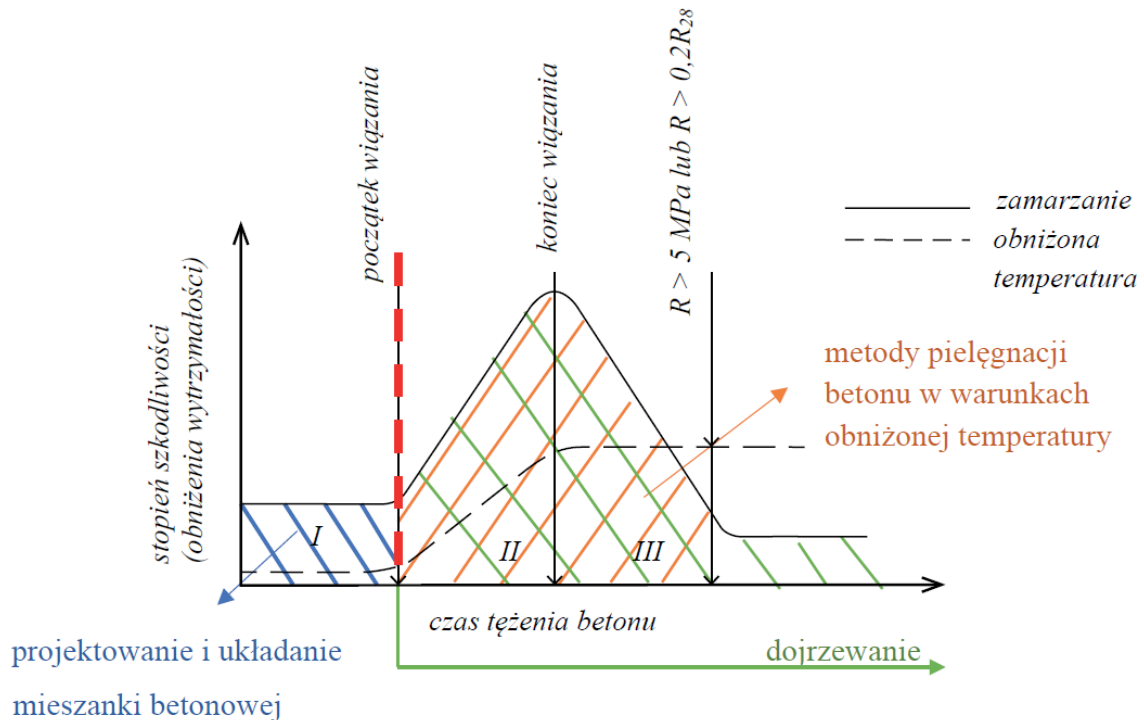 początek wiązania
koniec wiązania
R > 5 MPa lub R > 0,2R₂₈
zamarzanie
obniżona
temperatura
stopień szkodliwości
(obniżenia wytrzymałości)
metody pielęgnacji
betonu w warunkach
obniżonej temperatury
I
II
III
czas tężenia betonu
projektowanie i układanie
mieszanki betonowej
dojrzewanie